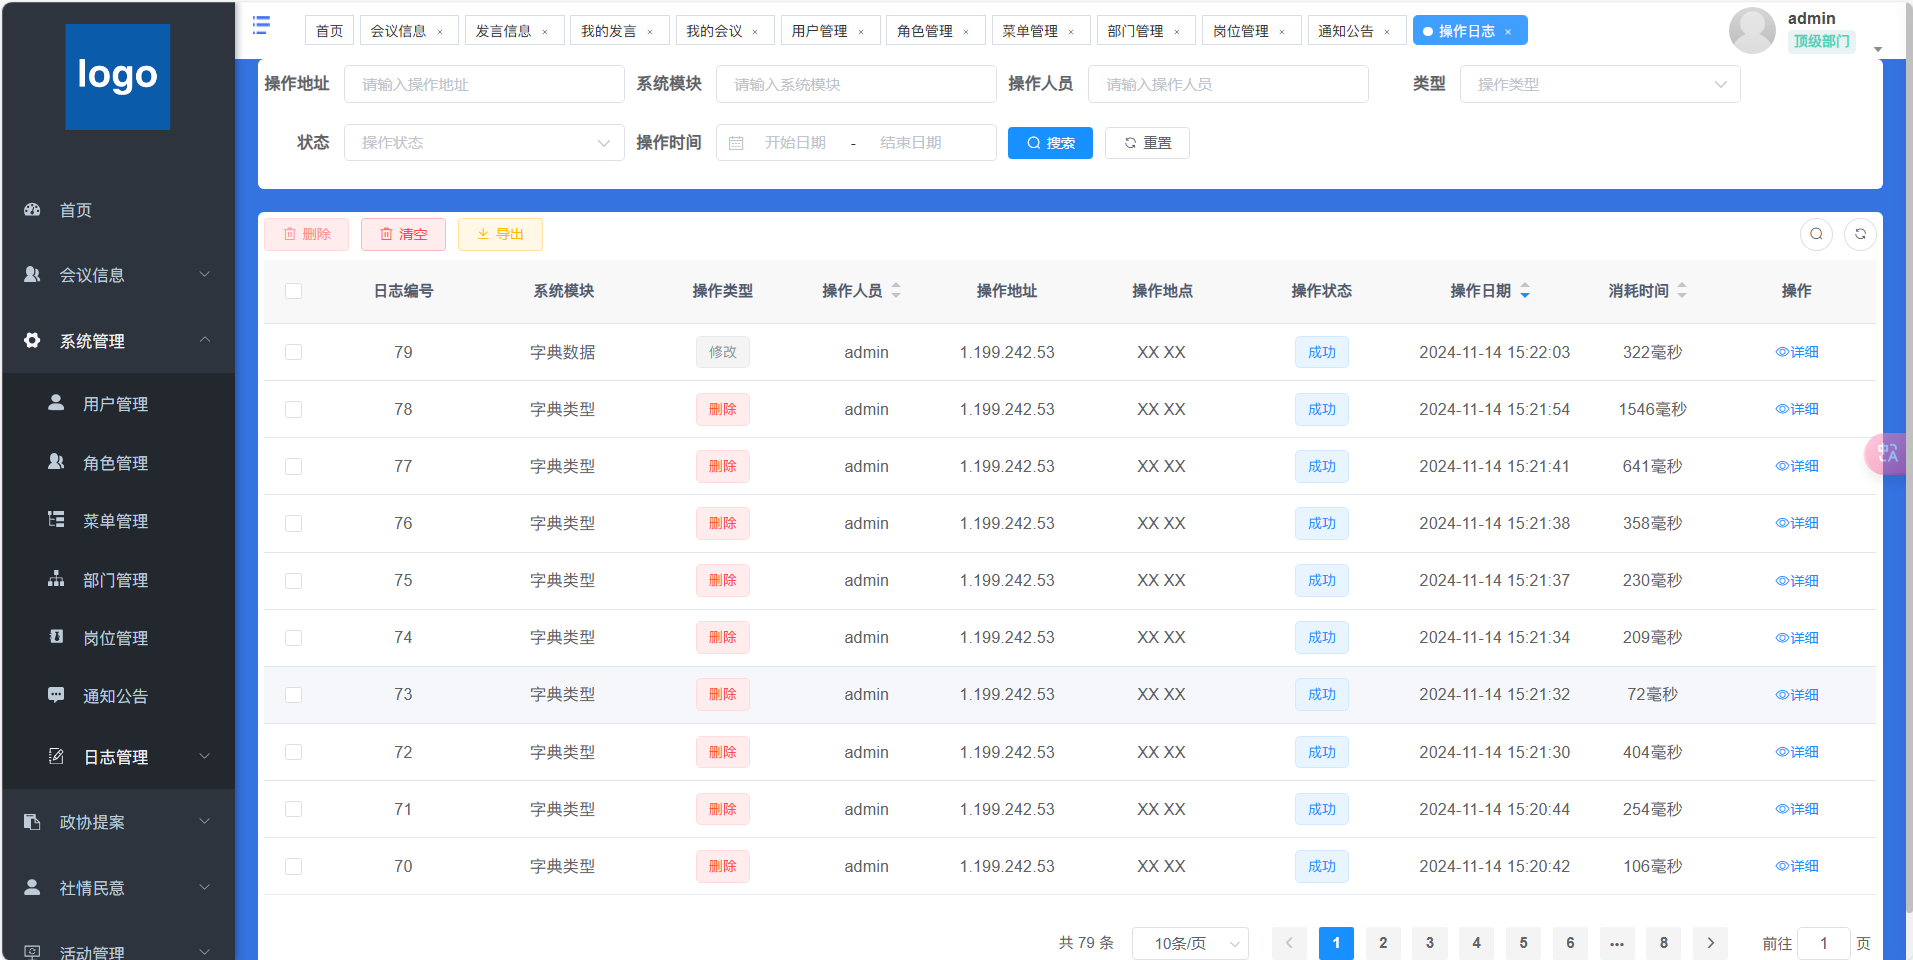 logo
首页
会议信息
系统管理
用户管理
角色管理
菜单管理
部门管理
岗位管理
通知公告
日志管理
政协提案
社情民意
活动管理
首页 会议信息 × 发言信息 × 我的发言 × 我的会议 × 用户管理 × 角色管理 × 菜单管理 × 部门管理 × 岗位管理 × 通知公告 × 操作日志 ×
admin
顶级部门
操作地址 请输入操作地址 系统模块 请输入系统模块 操作人员 请输入操作人员 类型 操作类型
状态 操作状态 操作时间 开始日期 - 结束日期 搜索 重置
删除 清空 导出
日志编号 系统模块 操作类型 操作人员 操作地址 操作地点 操作状态 操作日期 消耗时间 操作
79 字典数据 修改 admin 1.199.242.53 XX XX 成功 2024-11-14 15:22:03 322毫秒 详细
78 字典类型 删除 admin 1.199.242.53 XX XX 成功 2024-11-14 15:21:54 1546毫秒 详细
77 字典类型 删除 admin 1.199.242.53 XX XX 成功 2024-11-14 15:21:41 641毫秒 详细
76 字典类型 删除 admin 1.199.242.53 XX XX 成功 2024-11-14 15:21:38 358毫秒 详细
75 字典类型 删除 admin 1.199.242.53 XX XX 成功 2024-11-14 15:21:37 230毫秒 详细
74 字典类型 删除 admin 1.199.242.53 XX XX 成功 2024-11-14 15:21:34 209毫秒 详细
73 字典类型 删除 admin 1.199.242.53 XX XX 成功 2024-11-14 15:21:32 72毫秒 详细
72 字典类型 删除 admin 1.199.242.53 XX XX 成功 2024-11-14 15:21:30 404毫秒 详细
71 字典类型 删除 admin 1.199.242.53 XX XX 成功 2024-11-14 15:20:44 254毫秒 详细
70 字典类型 删除 admin 1.199.242.53 XX XX 成功 2024-11-14 15:20:42 106毫秒 详细
共 79 条 10条/页 1 2 3 4 5 6 ... 8 前往 1 页